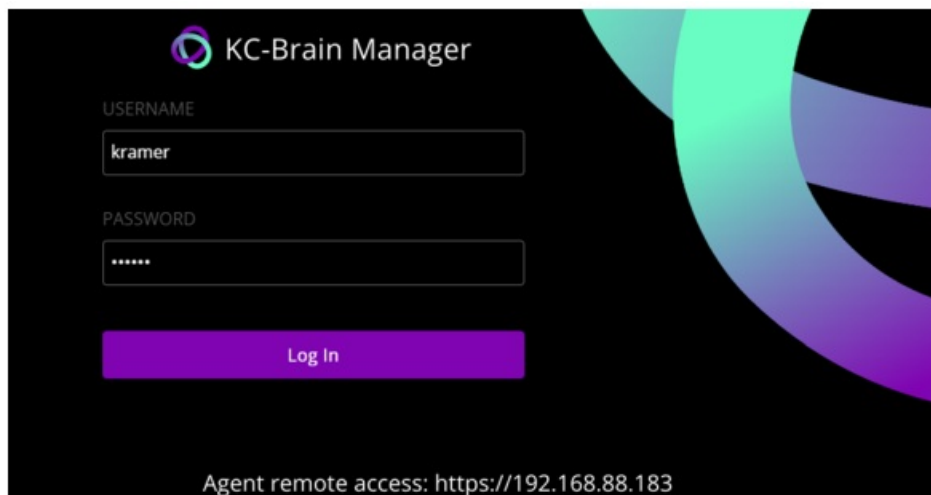 KC-Brain Manager
USERNAME
kramer
PASSWORD
••••••
Log In
Agent remote access: https://192.168.88.183